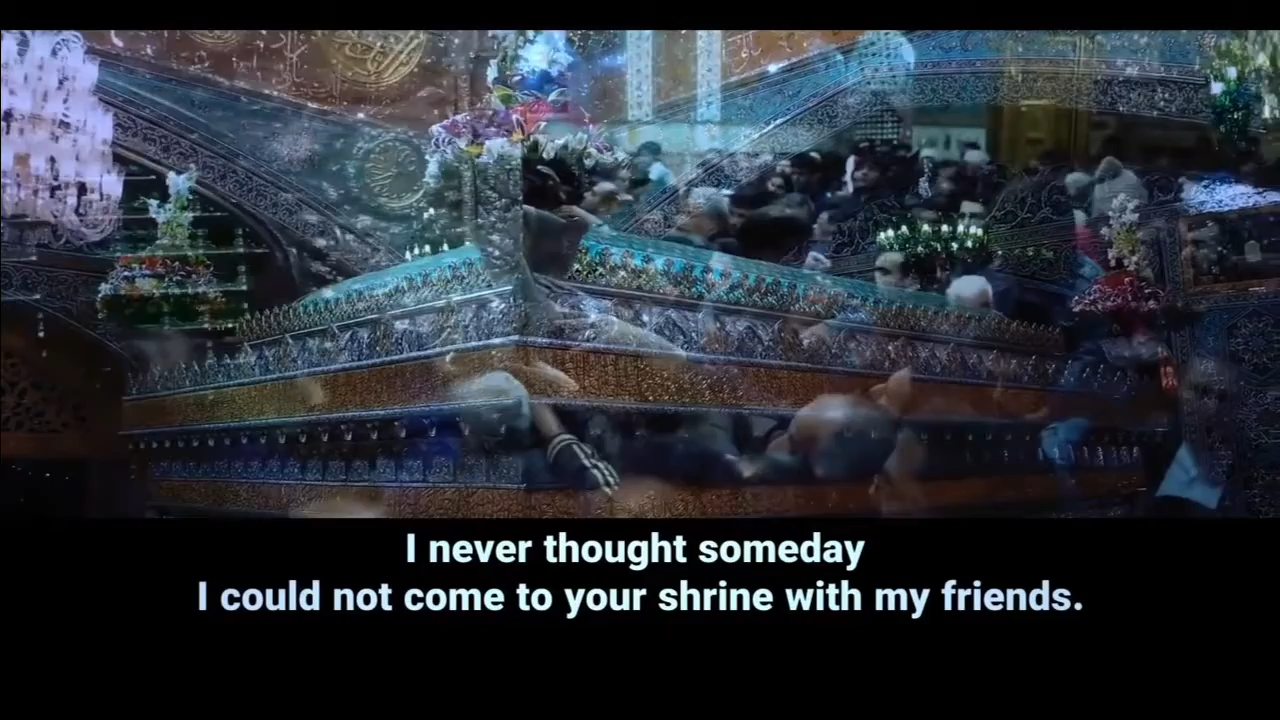 I never thought someday
I could not come to your shrine with my friends.